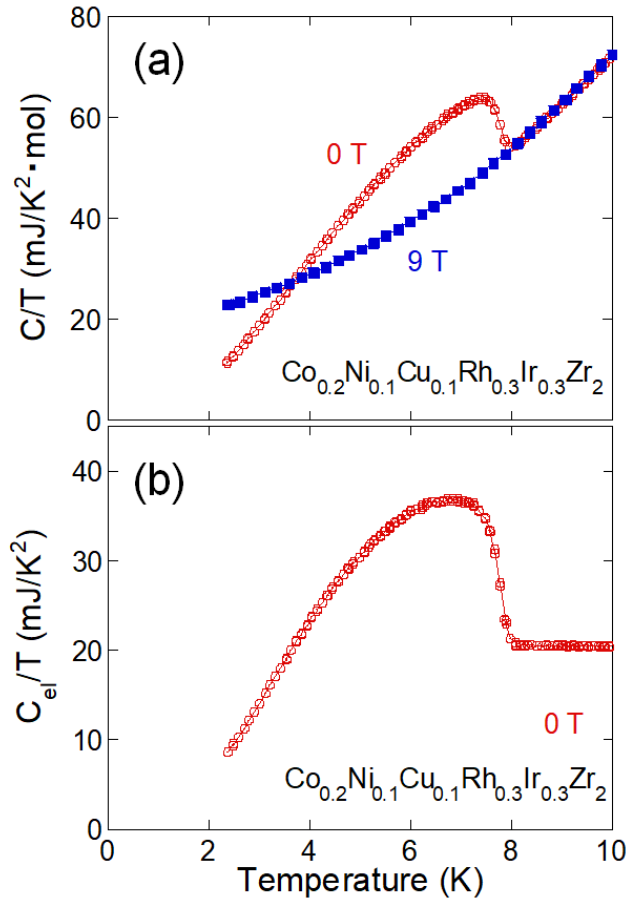 80
(a)
60
0 T
C/T (mJ/K²·mol)
40
9 T
20
Co₀.₂Ni₀.₁Cu₀.₁Rh₀.₃Ir₀.₃Zr₂
0
(b)
40
30
C_el/T (mJ/K²)
20
0 T
10
Co₀.₂Ni₀.₁Cu₀.₁Rh₀.₃Ir₀.₃Zr₂
0
0 2 4 6 8 10
Temperature (K)